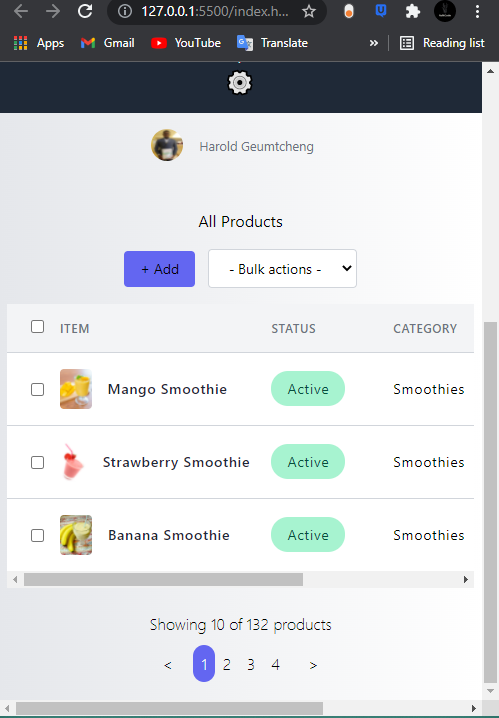 127.0.0.1:5500/index.h...
Apps Gmail YouTube Translate » Reading list
Harold Geumtcheng
All Products
+ Add - Bulk actions -
ITEM STATUS CATEGORY
Mango Smoothie Active Smoothies
Strawberry Smoothie Active Smoothies
Banana Smoothie Active Smoothies
Showing 10 of 132 products
< 1 2 3 4 >